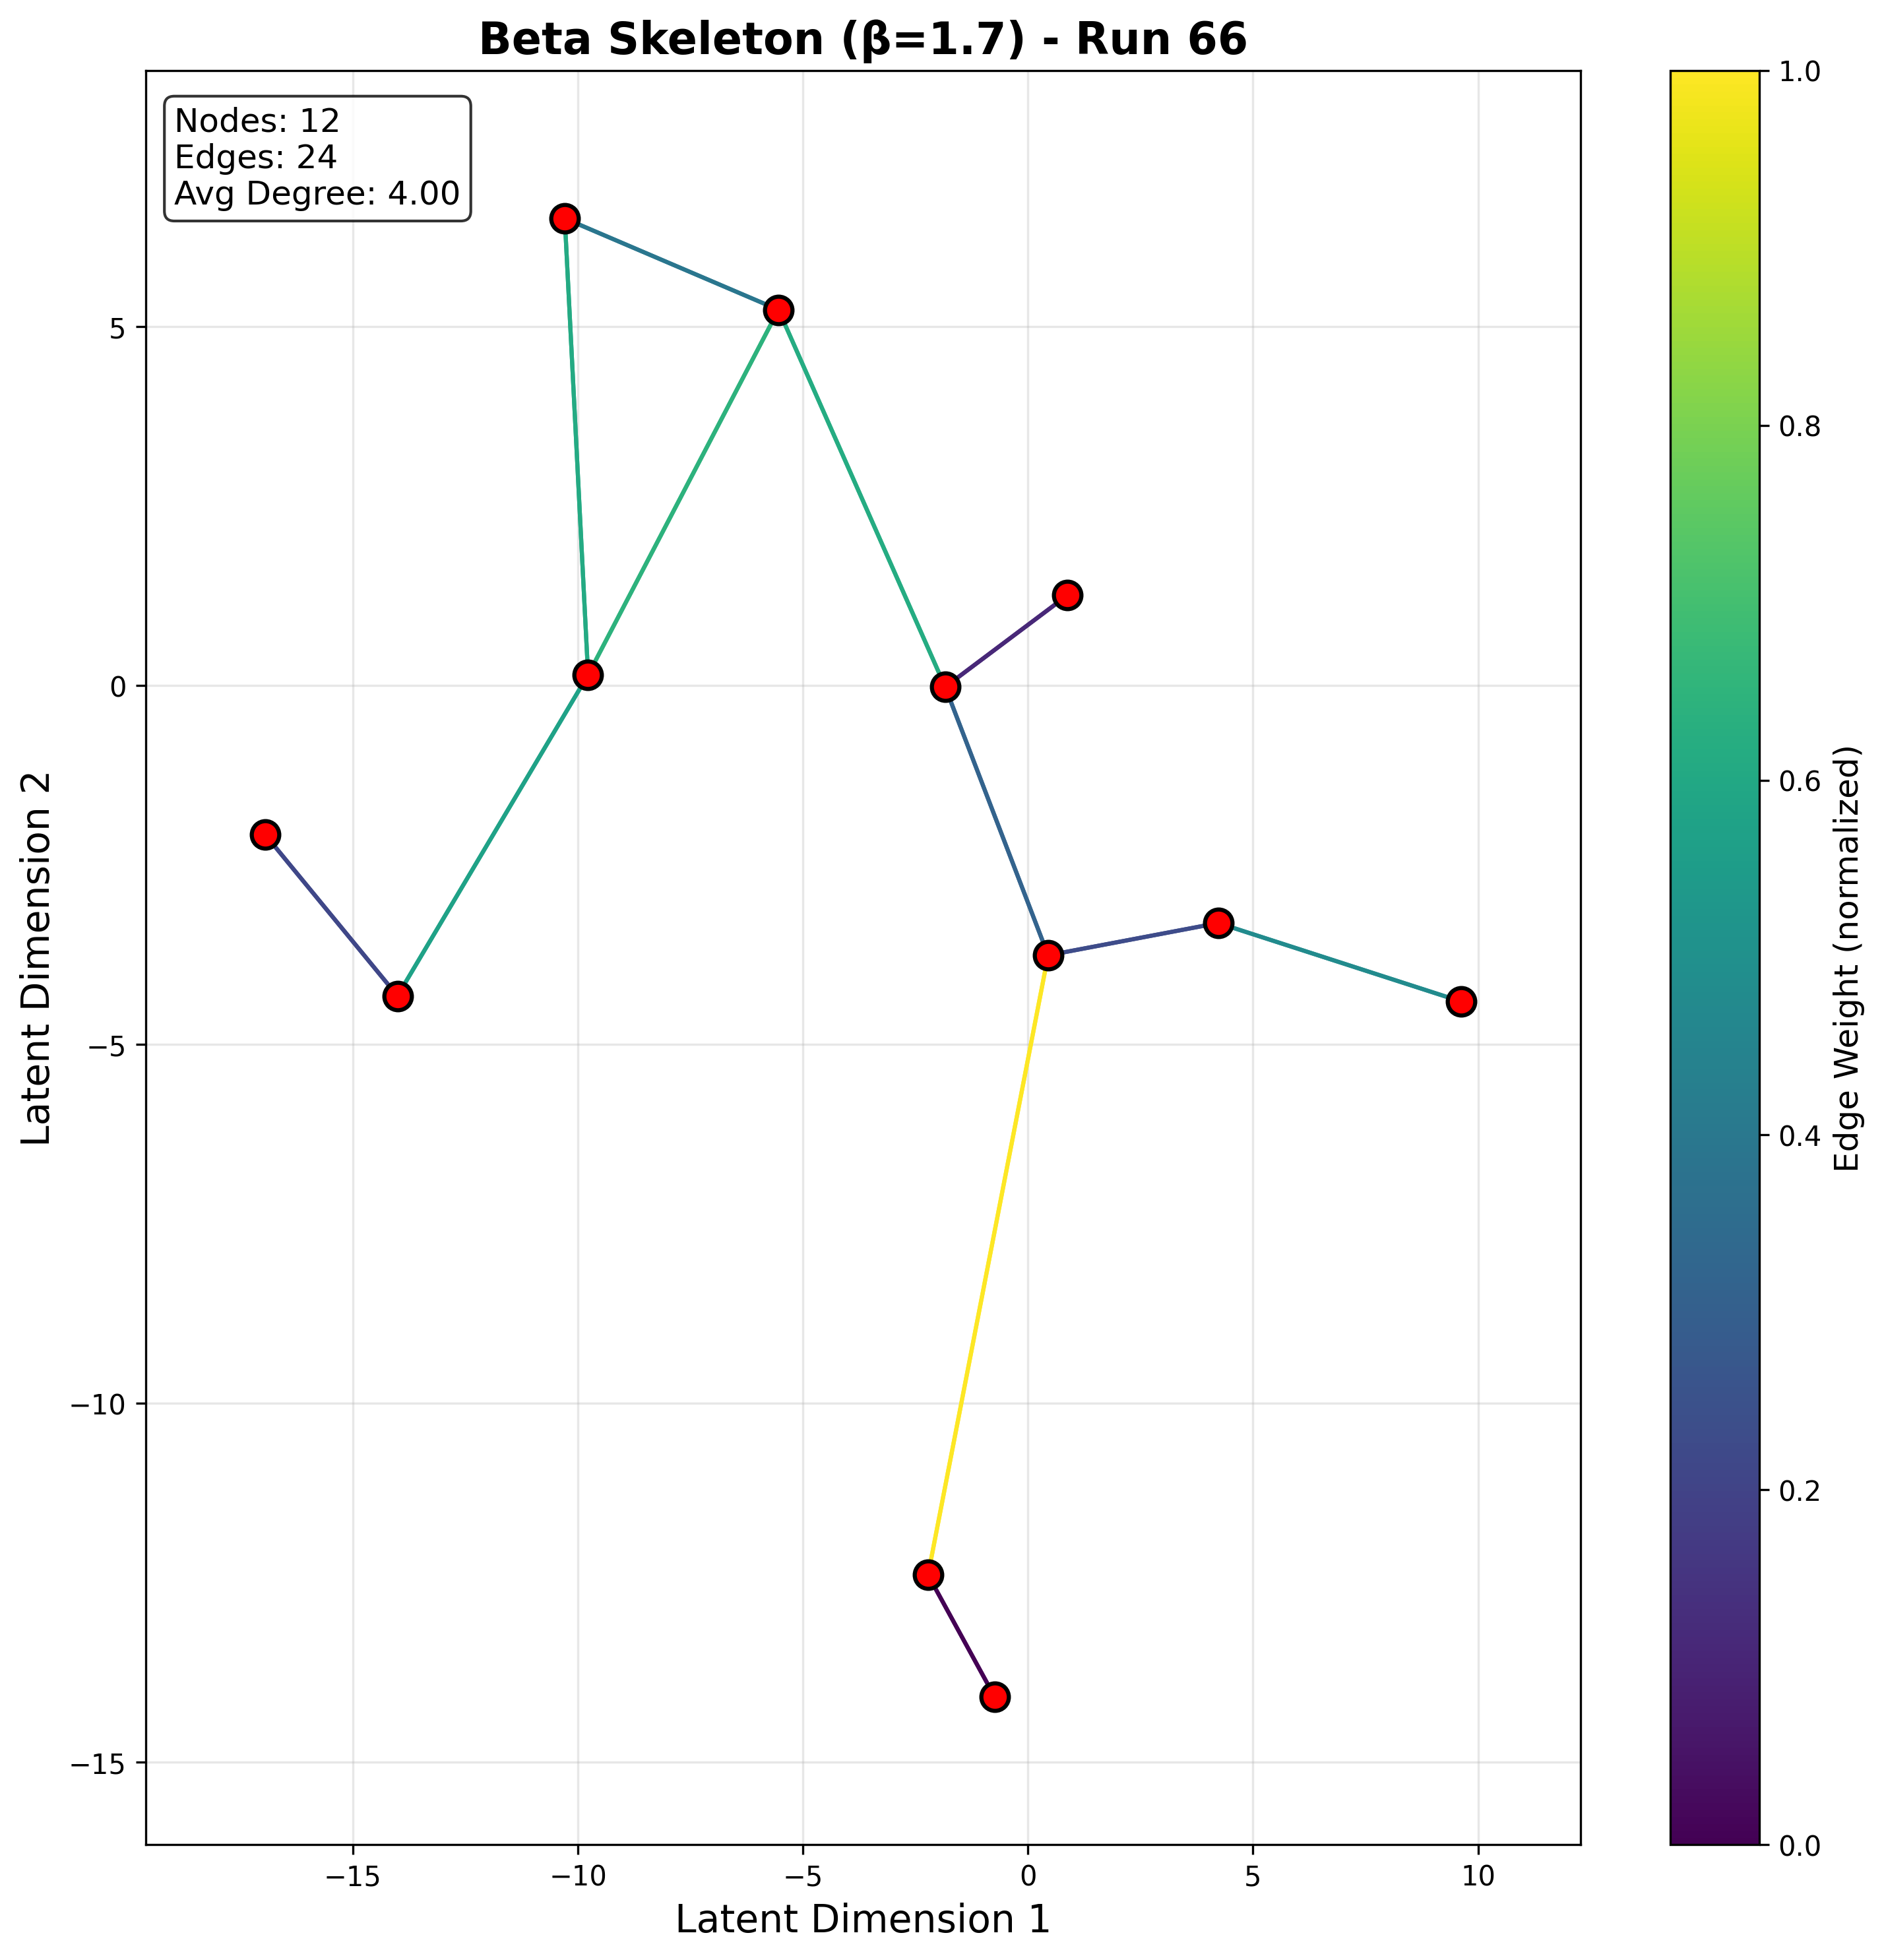 Beta Skeleton (β=1.7) - Run 66
Nodes: 12
Edges: 24
Avg Degree: 4.00
5
0
−5
−10
−15
Latent Dimension 2
−15
−10
−5
0
5
10
Latent Dimension 1
1.0
0.8
0.6
0.4
0.2
0.0
Edge Weight (normalized)